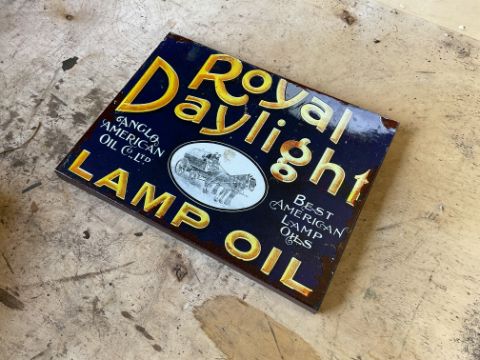 Royal
Daylight
ANGLO
AMERICAN
OIL CO. LTD
BEST
AMERICAN
LAMP
OILS
LAMP OIL